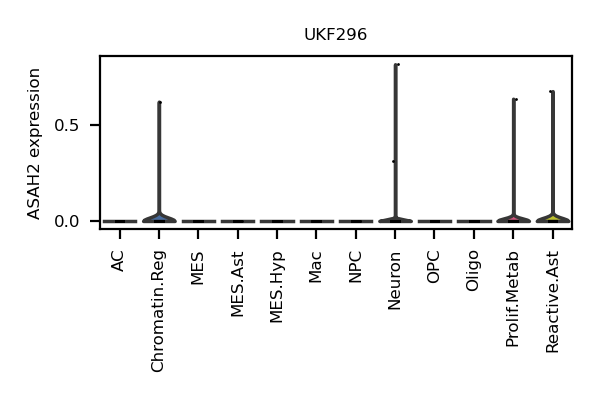 UKF296
ASAH2 expression
0.5
0.0
AC
Chromatin.Reg
MES
MES.Ast
MES.Hyp
Mac
NPC
Neuron
OPC
Oligo
Prolif.Metab
Reactive.Ast